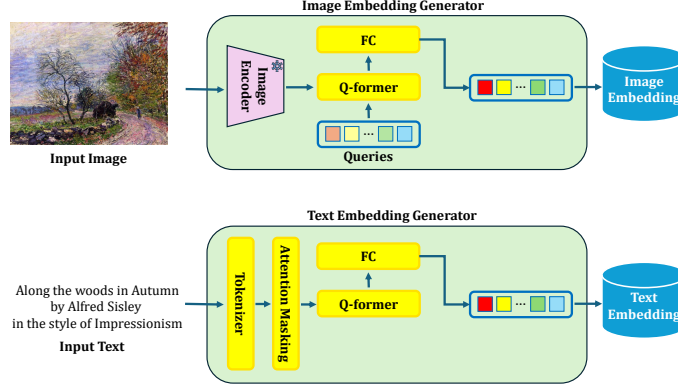 Image Embedding Generator
FC
Image
Encoder
Q-former
...
Queries
Input Image
Image
Embedding
Text Embedding Generator
Tokenizer
Attention Masking
FC
Q-former
...
Along the woods in Autumn
by Alfred Sisley
in the style of Impressionism
Input Text
Text
Embedding